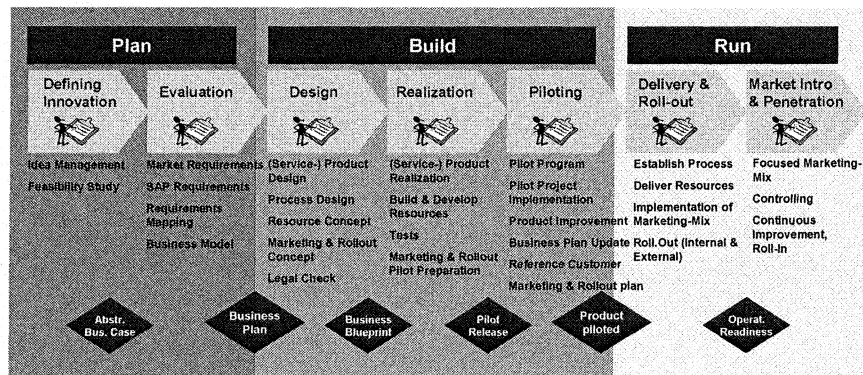 Plan
Build
Run
Defining
Innovation
Evaluation
Design
Realization
Piloting
Delivery &
Roll-out
Market Intro
& Penetration
Idea Management
Feasibility Study
Market Requirements
SAP Requirements
Requirements
Mapping
Business Model
(Service-) Product
Design
Process Design
Resource Concept
Marketing & Rollout
Concept
Legal Check
(Service-) Product
Realization
Build & Develop
Resources
Tests
Marketing & Rollout
Pilot Preparation
Pilot Program
Pilot Project
Implementation
Product Improvement
Business Plan Update
Reference Customer
Marketing & Rollout plan
Establish Process
Deliver Resources
Implementation of
Marketing-Mix
Roll.Out (Internal &
External)
Focused Marketing-
Mix
Controlling
Continuous
Improvement,
Roll-In
Abstr.
Bus. Case
Business
Plan
Business
Blueprint
Pilot
Release
Product
piloted
Operat.
Readiness